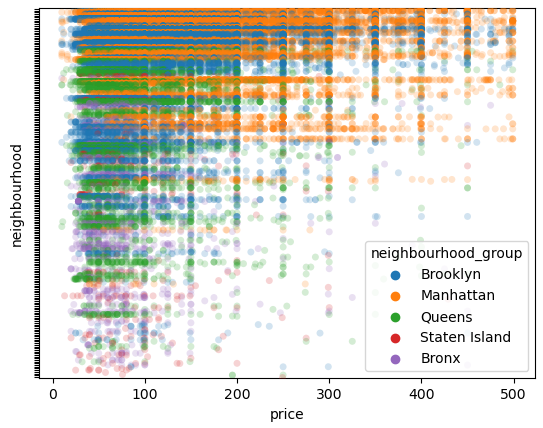 neighbourhood
neighbourhood_group
Brooklyn
Manhattan
Queens
Staten Island
Bronx
0 100 200 300 400 500
price